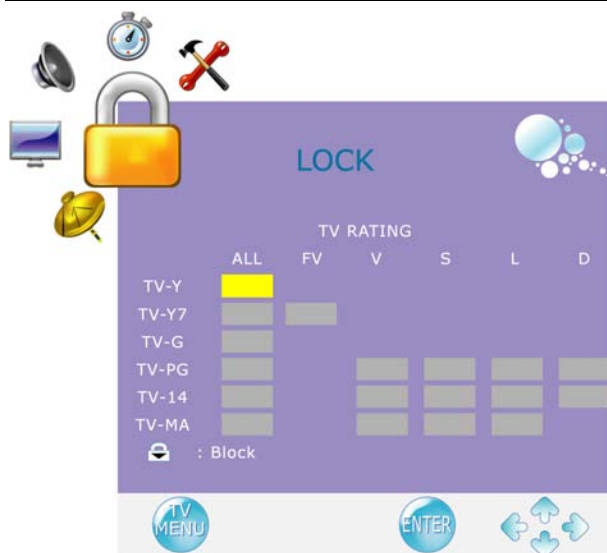 LOCK
TV RATING
ALL FV V S L D
TV-Y
TV-Y7
TV-G
TV-PG
TV-14
TV-MA
: Block
TV MENU
ENTER